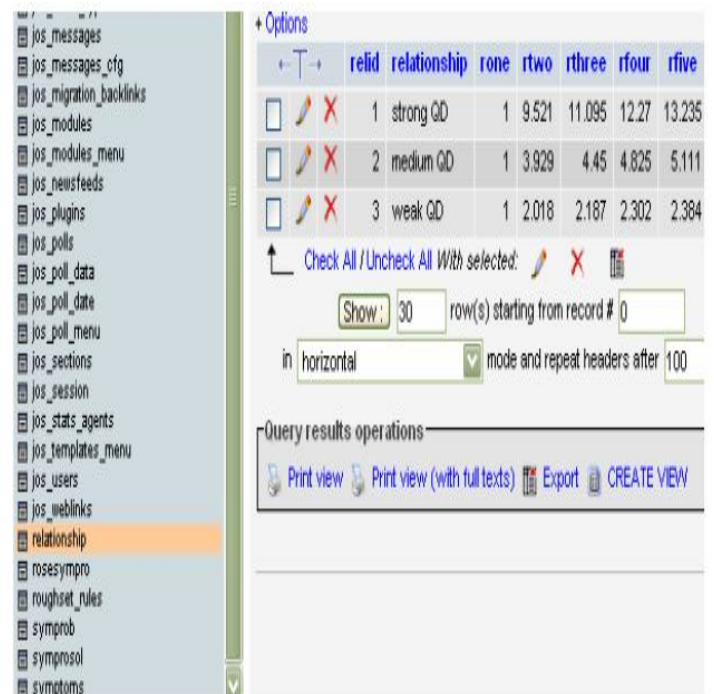 jos_messages
jos_messages_cfg
jos_migration_backlinks
jos_modules
jos_modules_menu
jos_newsfeeds
jos_plugins
jos_polls
jos_poll_data
jos_poll_date
jos_poll_menu
jos_sections
jos_session
jos_stats_agents
jos_templates_menu
jos_users
jos_weblinks
relationship
rosesympro
roughset_rules
symprob
symprosol
symptoms
+ Options
←T→ relid relationship rone rtwo rthree rfour rfive
1 strong QD 1 9.521 11.095 12.27 13.235
2 medium QD 1 3.929 4.45 4.825 5.111
3 weak QD 1 2.018 2.187 2.302 2.384
Check All / Uncheck All With selected:
Show : 30 row(s) starting from record # 0
in horizontal mode and repeat headers after 100
Query results operations
Print view Print view (with full texts) Export CREATE VIEW